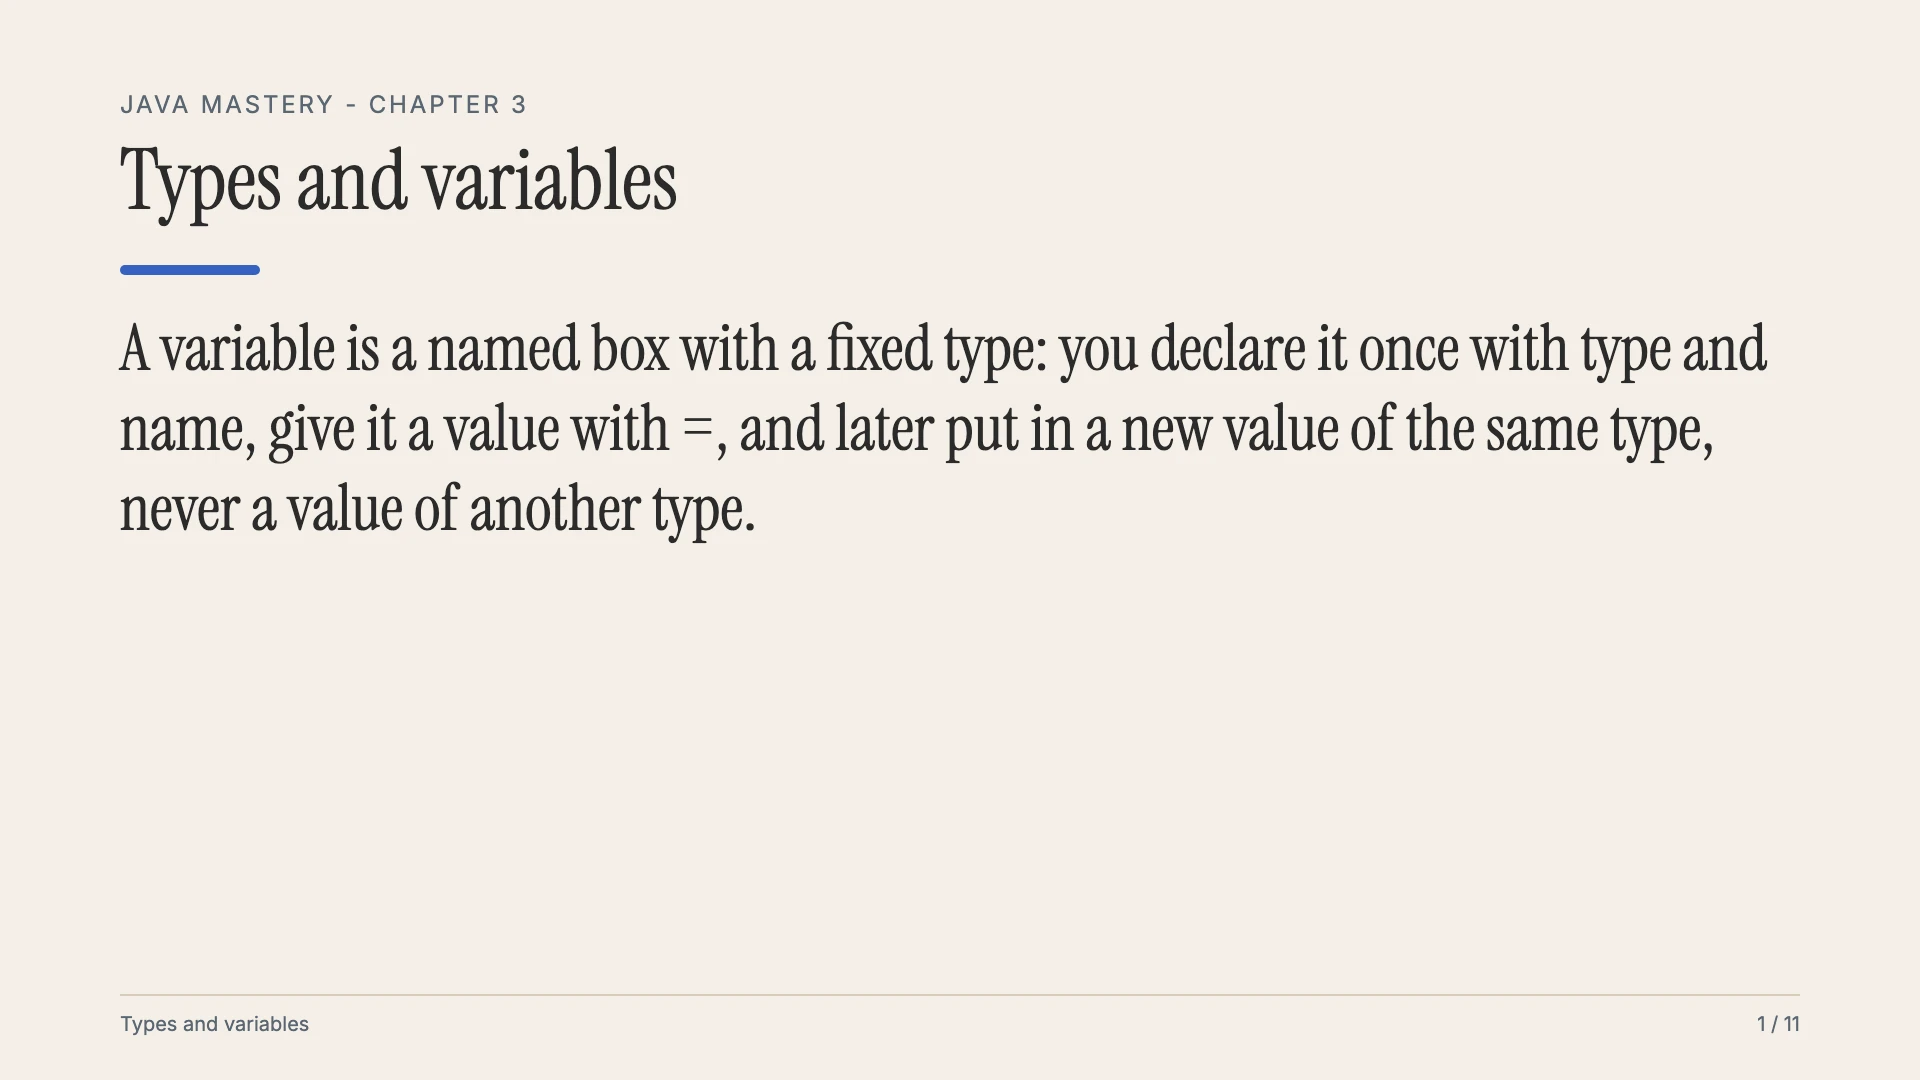 JAVA MASTERY - CHAPTER 3
Types and variables
A variable is a named box with a fixed type: you declare it once with type and
name, give it a value with =, and later put in a new value of the same type,
never a value of another type.
Types and variables
1 / 11